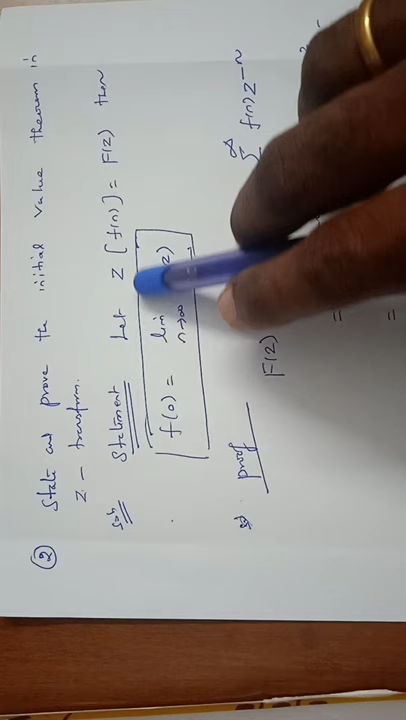 ② State and prove the initial value theorem in
Z - transform.
Soln Statement Let Z [f(n)] = F(Z) then
f(0) = lim
n→∞
proof
F(Z)
∞
Σ f(n) Z⁻ⁿ
=
=